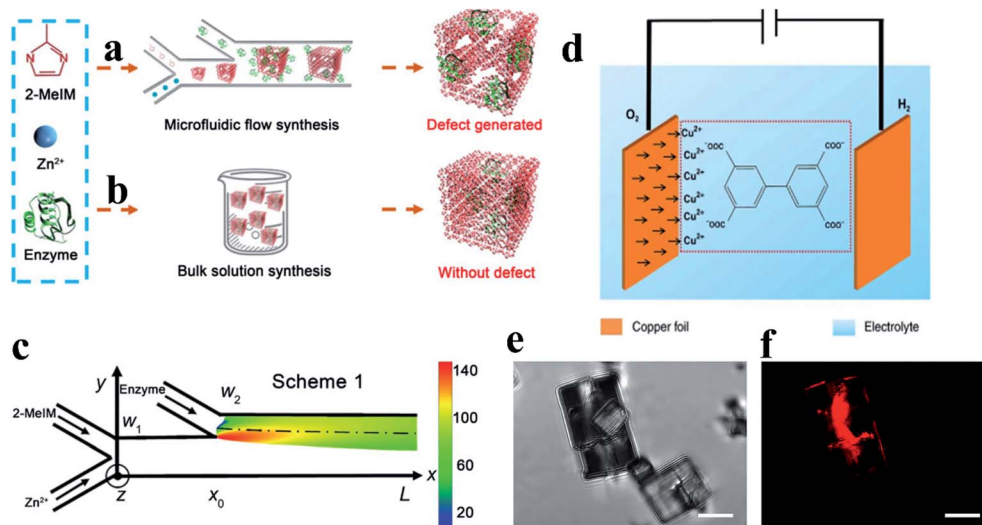 a
2-MeIM
Zn2+
Enzyme
Microfluidic flow synthesis
Defect generated
b
Bulk solution synthesis
Without defect
c
Scheme 1
y
Enzyme
w2
2-MeIM
w1
Zn2+
z
x0
L
x
140
100
60
20
d
O2
H2
Cu2+
Cu2+
Cu2+
Cu2+
Cu2+
Cu2+
-OOC
COO-
-OOC
COO-
Copper foil
Electrolyte
e
f
N
N
H